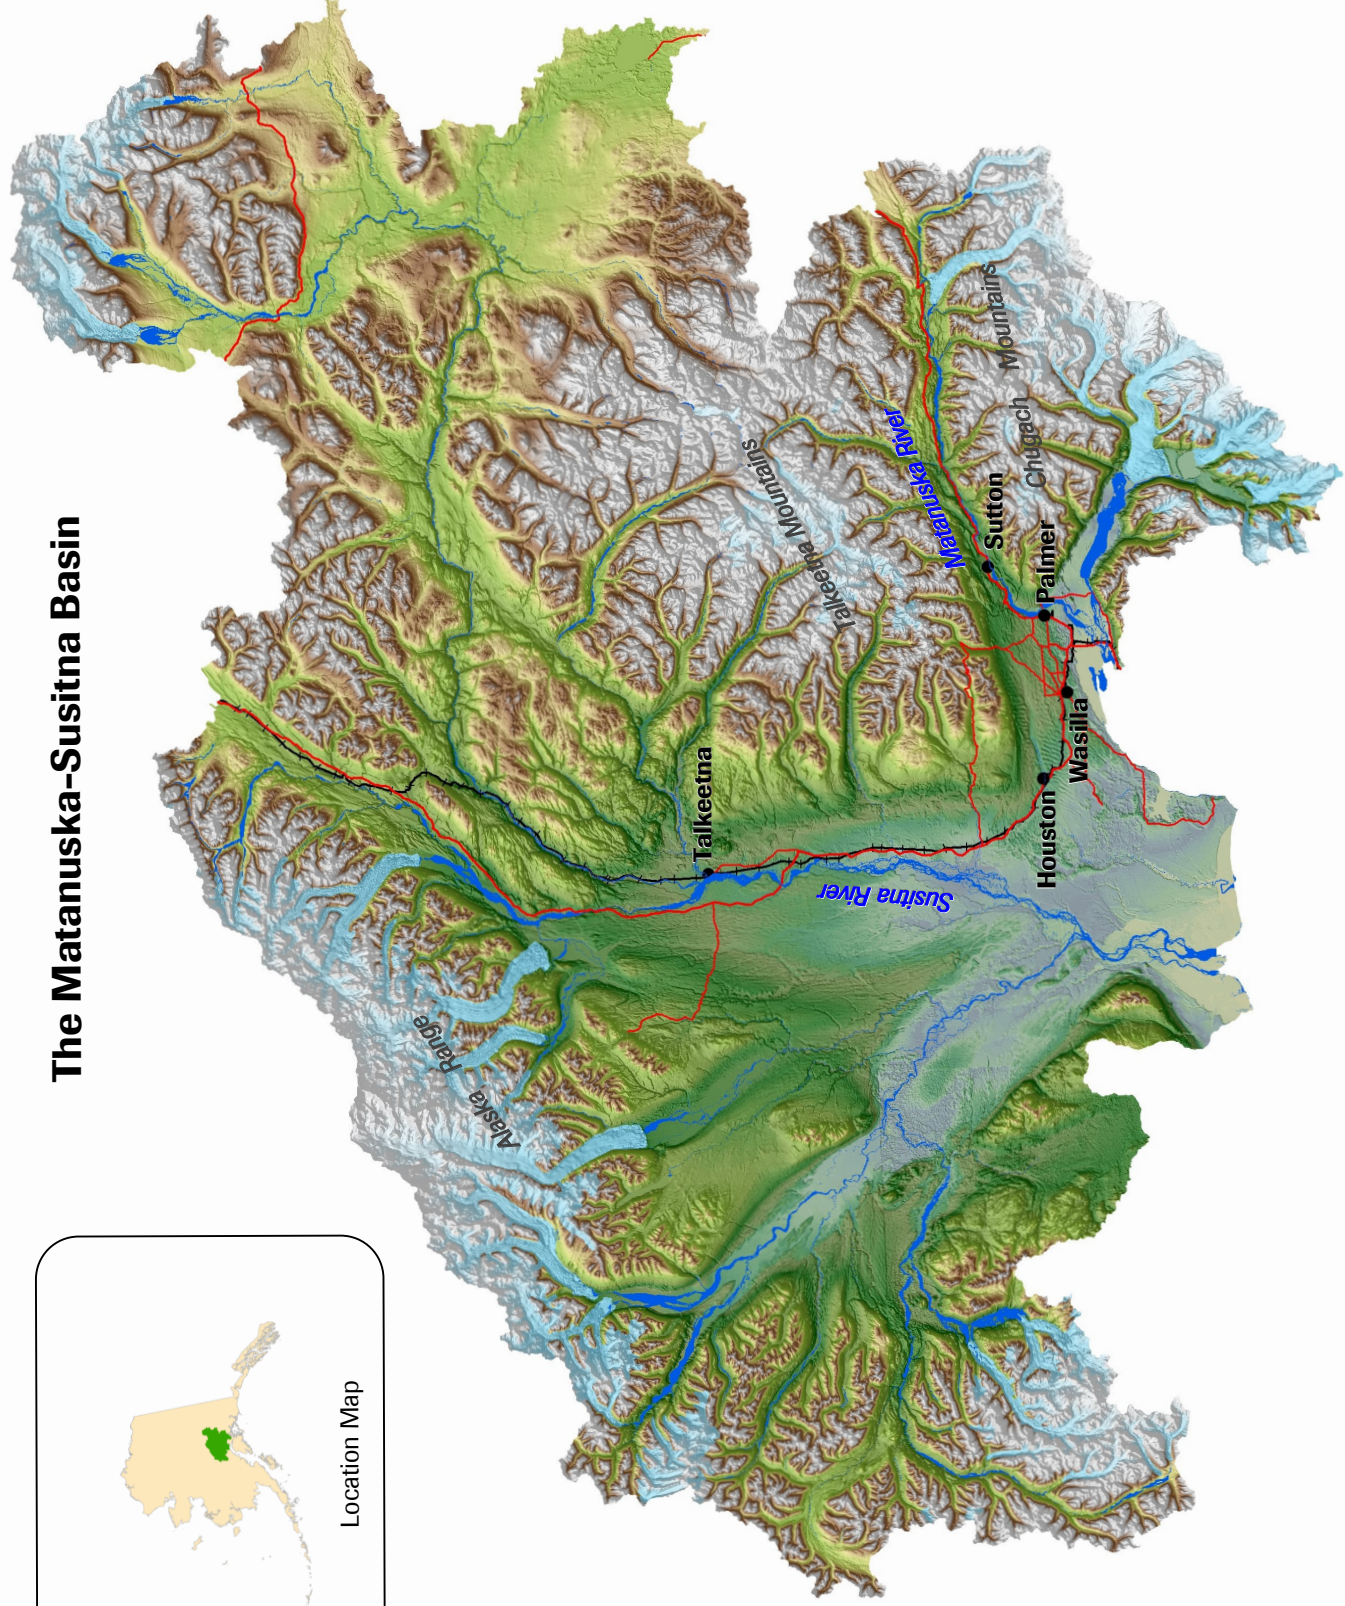 The Matanuska-Susitna Basin
Location Map
Alaska Range
Talkeetna Mountains
Chugach Mountains
Matanuska River
Susitna River
Talkeetna
Sutton
Palmer
Wasilla
Houston